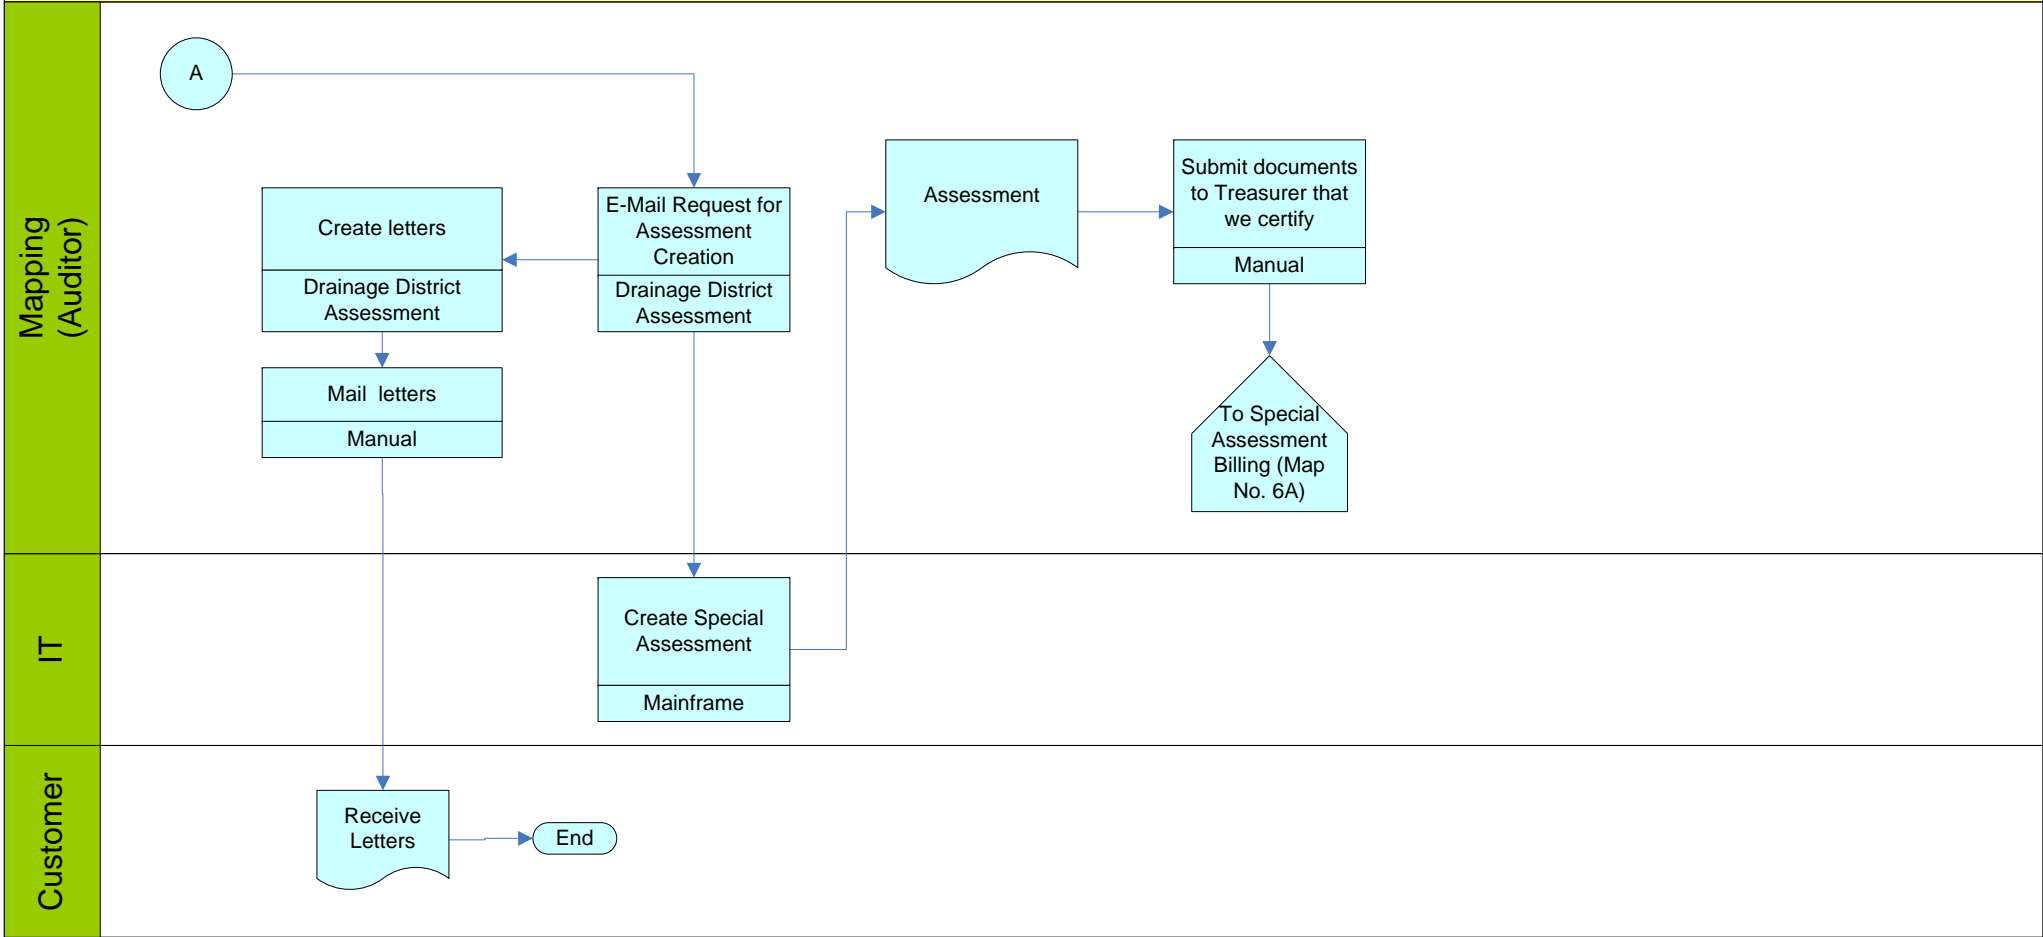 Mapping
(Auditor)
A
Create letters
Drainage District
Assessment
Mail letters
Manual
E-Mail Request for
Assessment
Creation
Drainage District
Assessment
Assessment
Submit documents
to Treasurer that
we certify
Manual
To Special
Assessment
Billing (Map
No. 6A)
IT
Create Special
Assessment
Mainframe
Customer
Receive
Letters
End